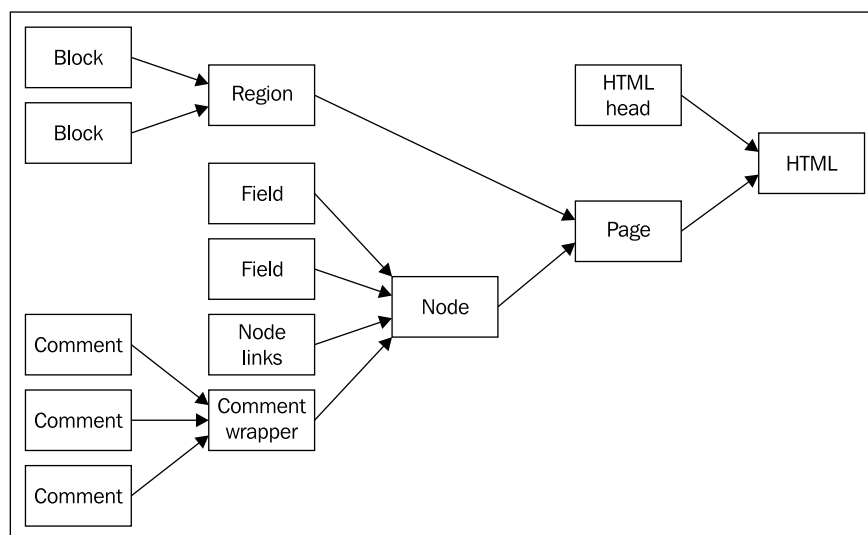 Block
Block
Region
HTML
head
HTML
Field
Field
Page
Node
Node
links
Comment
Comment
Comment
Comment
wrapper